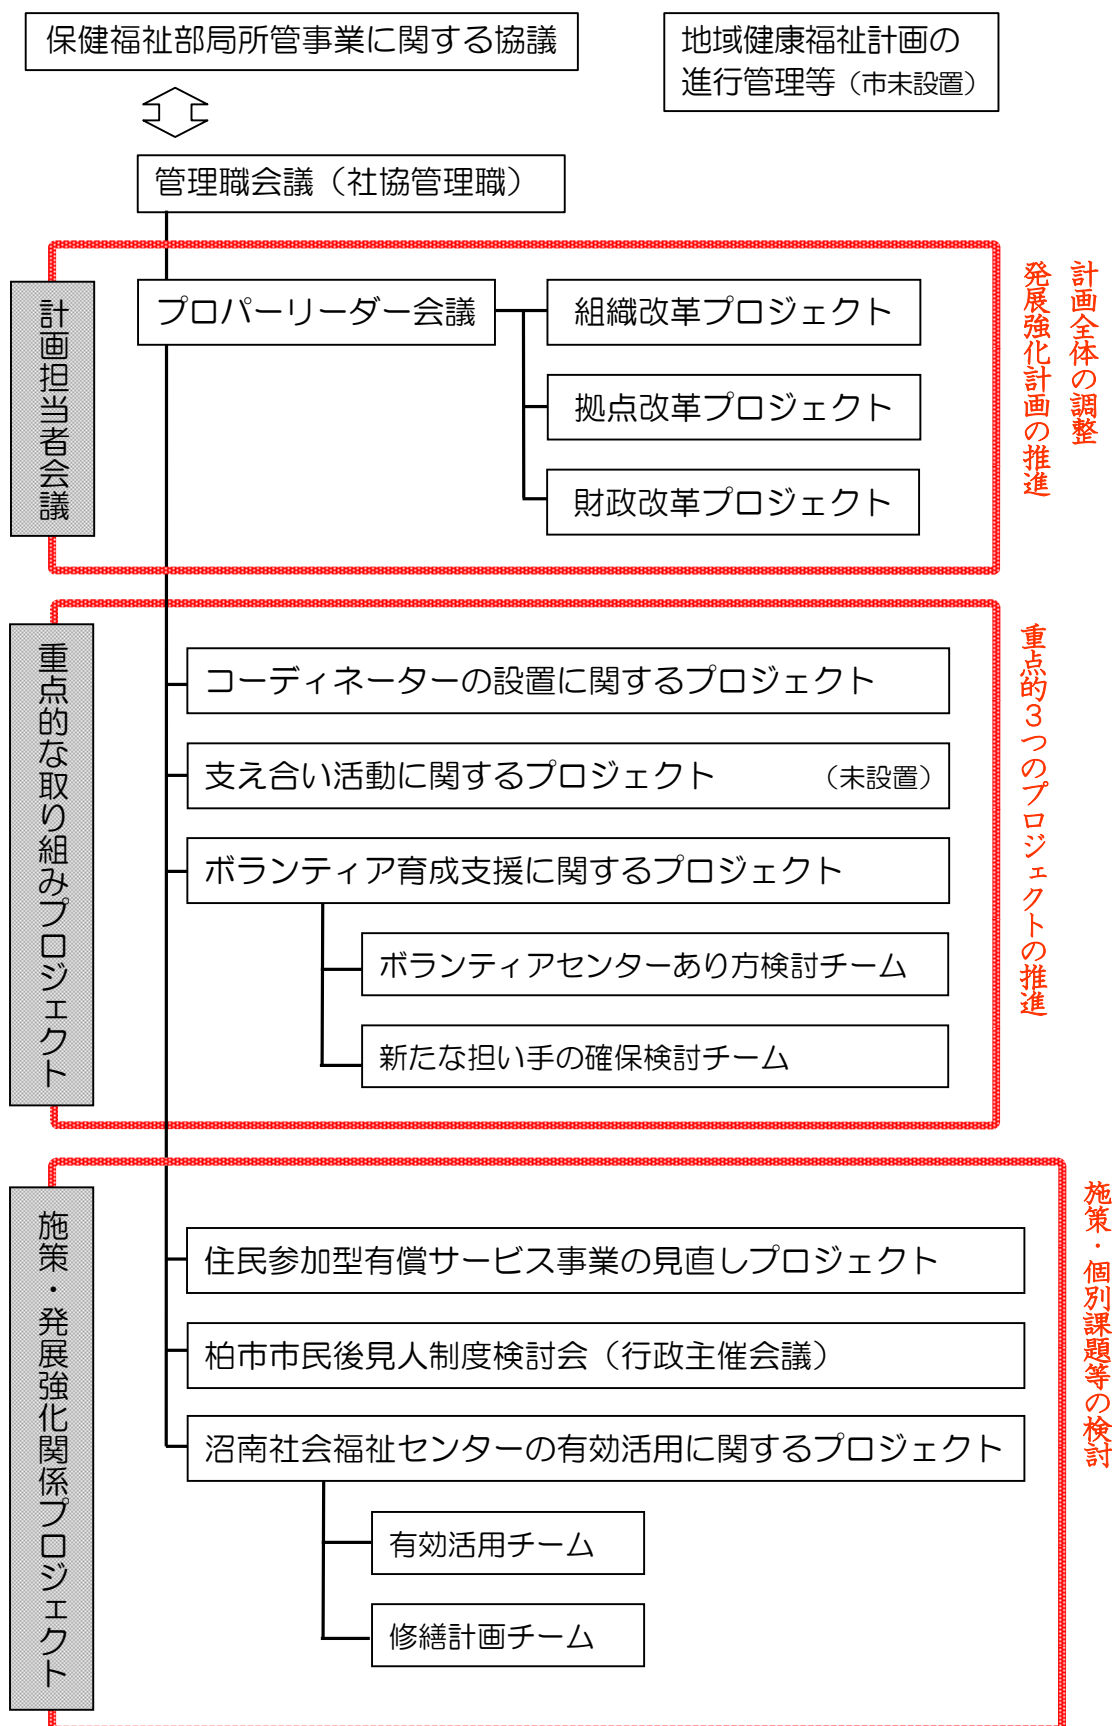 保健福祉部局所管事業に関する協議
地域健康福祉計画の
進行管理等（市未設置）
管理職会議（社協管理職）
計画担当者会議
プロパーリーダー会議
組織改革プロジェクト
拠点改革プロジェクト
財政改革プロジェクト
計画全体の調整
発展強化計画の推進
重点的な取り組みプロジェクト
コーディネーターの設置に関するプロジェクト
支え合い活動に関するプロジェクト （未設置）
ボランティア育成支援に関するプロジェクト
ボランティアセンターあり方検討チーム
新たな担い手の確保検討チーム
重点的３つのプロジェクトの推進
施策・発展強化関係プロジェクト
住民参加型有償サービス事業の見直しプロジェクト
柏市市民後見人制度検討会（行政主催会議）
沼南社会福祉センターの有効活用に関するプロジェクト
有効活用チーム
修繕計画チーム
施策・個別課題等の検討